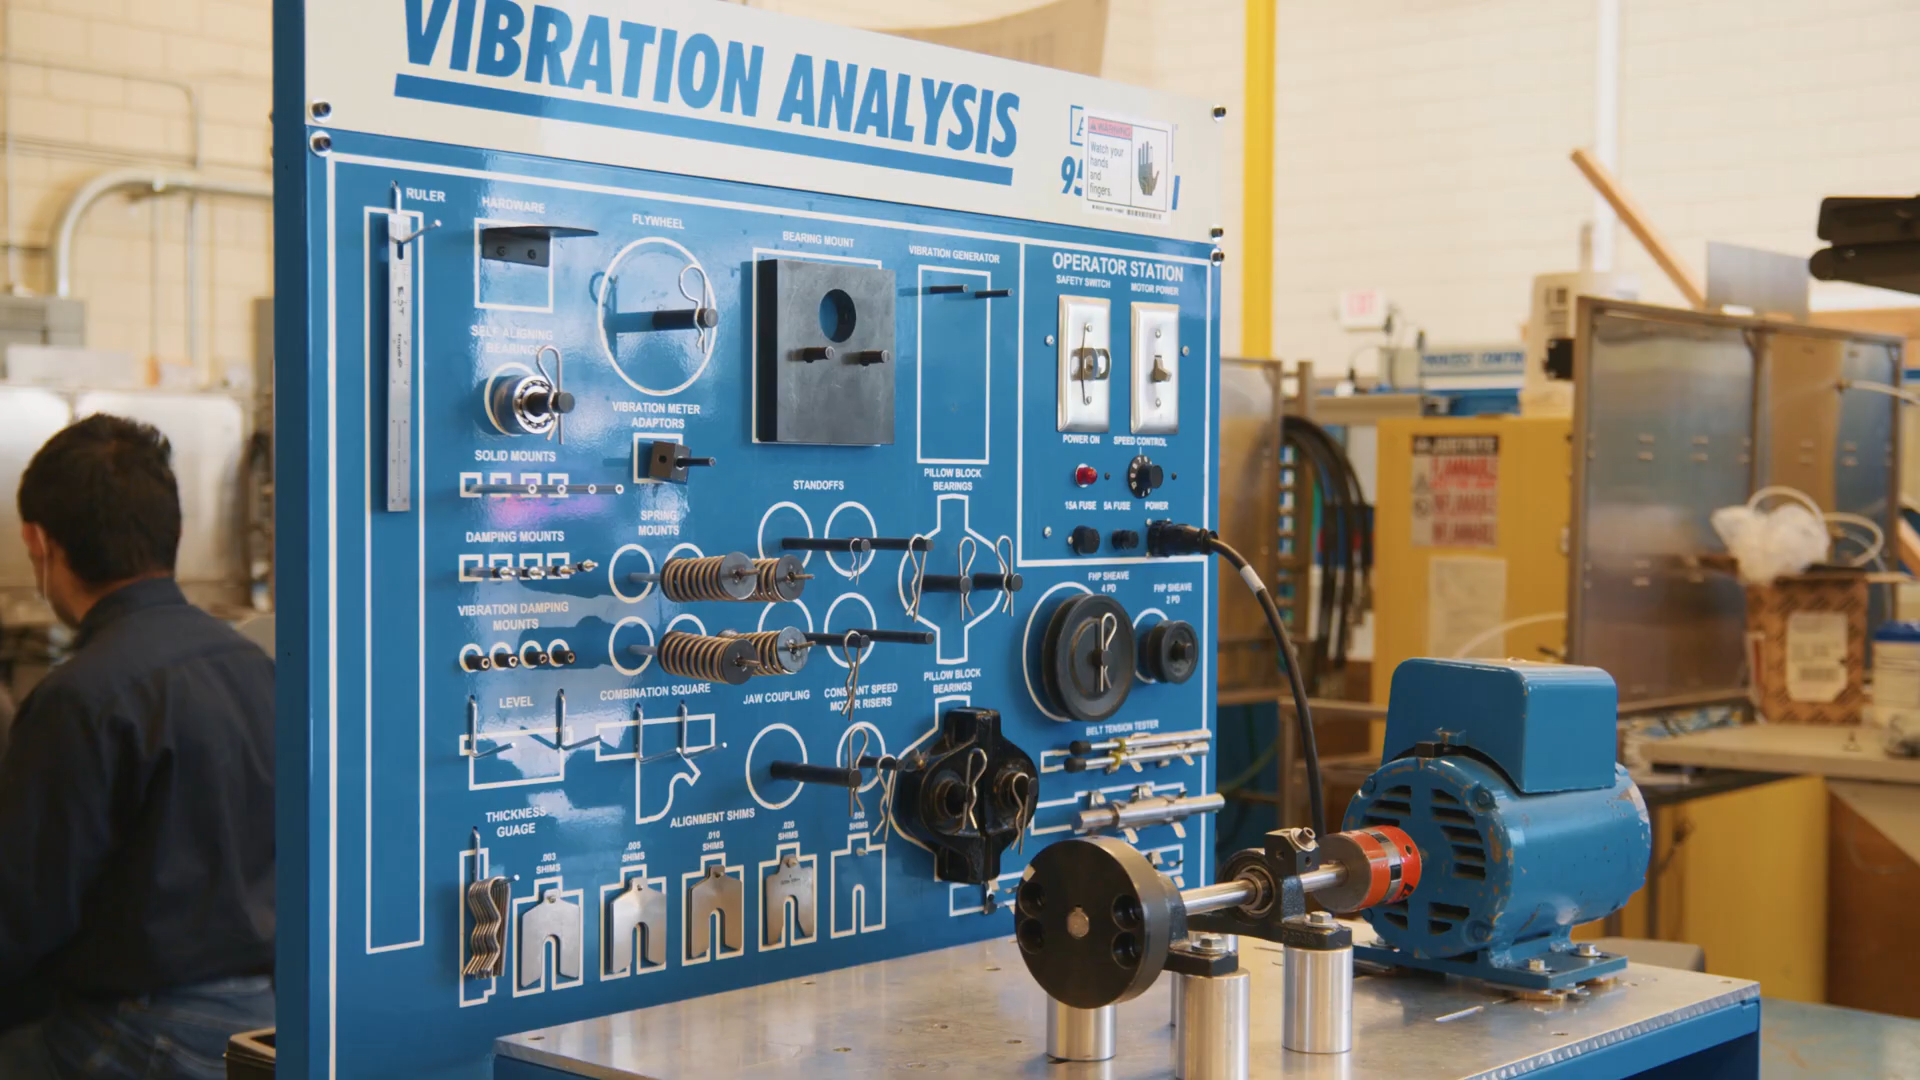 VIBRATION ANALYSIS
WARNING
Watch your
hands
and
fingers.
RULER
HARDWARE
FLYWHEEL
BEARING MOUNT
VIBRATION GENERATOR
OPERATOR STATION
SAFETY SWITCH
MOTOR POWER
SELF ALIGNING
BEARINGS
VIBRATION METER
ADAPTORS
POWER ON
SPEED CONTROL
SOLID MOUNTS
STANDOFFS
PILLOW BLOCK
BEARINGS
15A FUSE
5A FUSE
POWER
SPRING
MOUNTS
DAMPING MOUNTS
FHP SHEAVE
4 PD
FHP SHEAVE
2 PD
VIBRATION DAMPING
MOUNTS
LEVEL
COMBINATION SQUARE
JAW COUPLING
CONSTANT SPEED
MOTOR RISERS
PILLOW BLOCK
BEARINGS
BELT TENSION TESTER
THICKNESS
GUAGE
ALIGNMENT SHIMS
.003
SHIMS
.005
SHIMS
.010
SHIMS
.020
SHIMS
SHIMS
EXIT
JUSTRITE